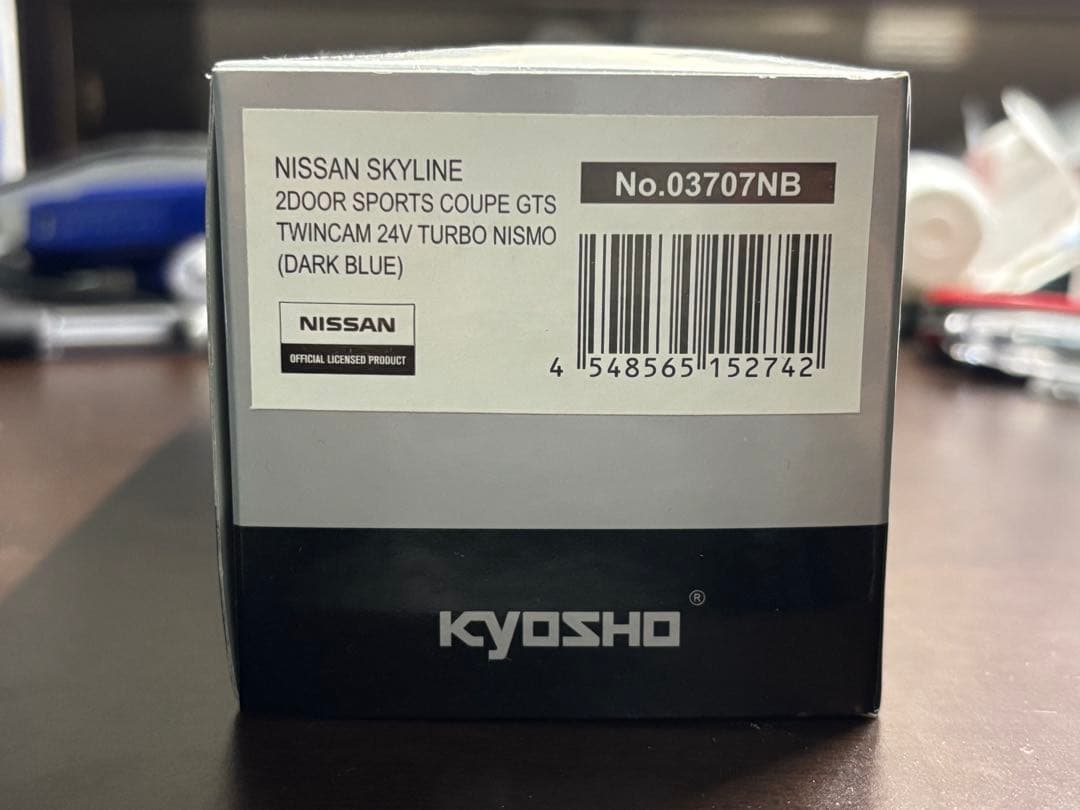 NISSAN SKYLINE
2DOOR SPORTS COUPE GTS
TWINCAM 24V TURBO NISMO
(DARK BLUE)
NISSAN
OFFICIAL LICENSED PRODUCT
No.03707NB
4 548565 152742
KYOSHO ®